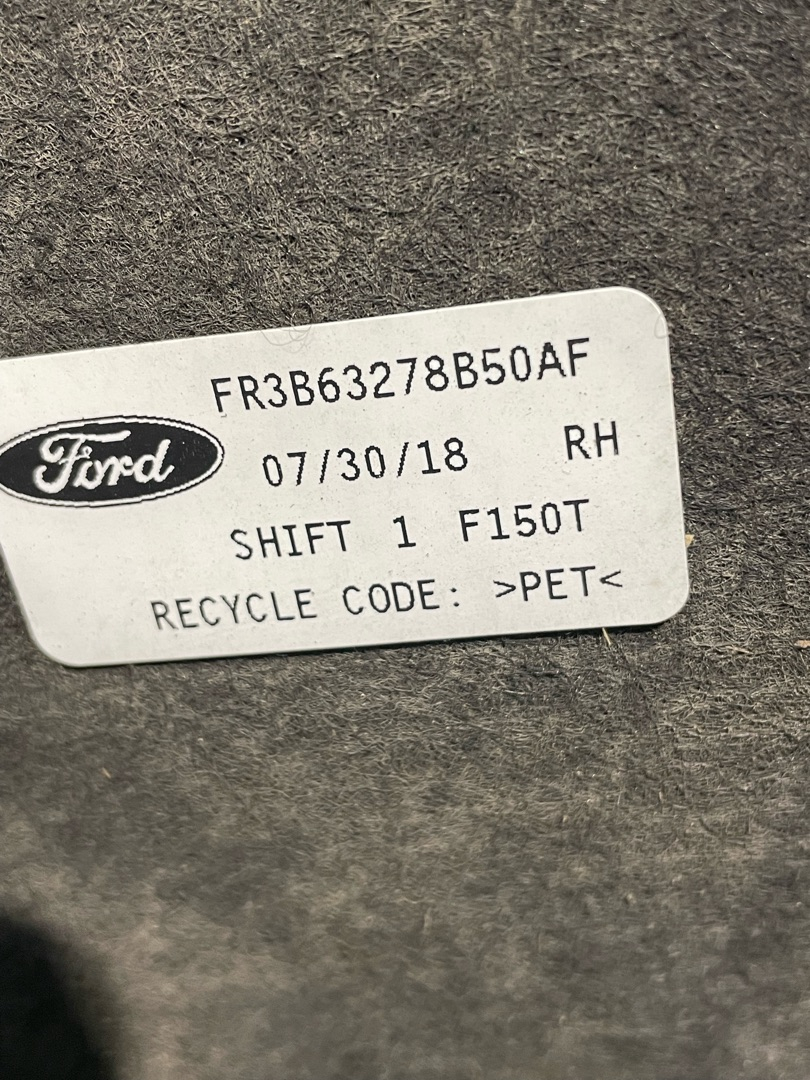 FR3B63278B50AF
Ford
07/30/18 RH
SHIFT 1 F150T
RECYCLE CODE: >PET<